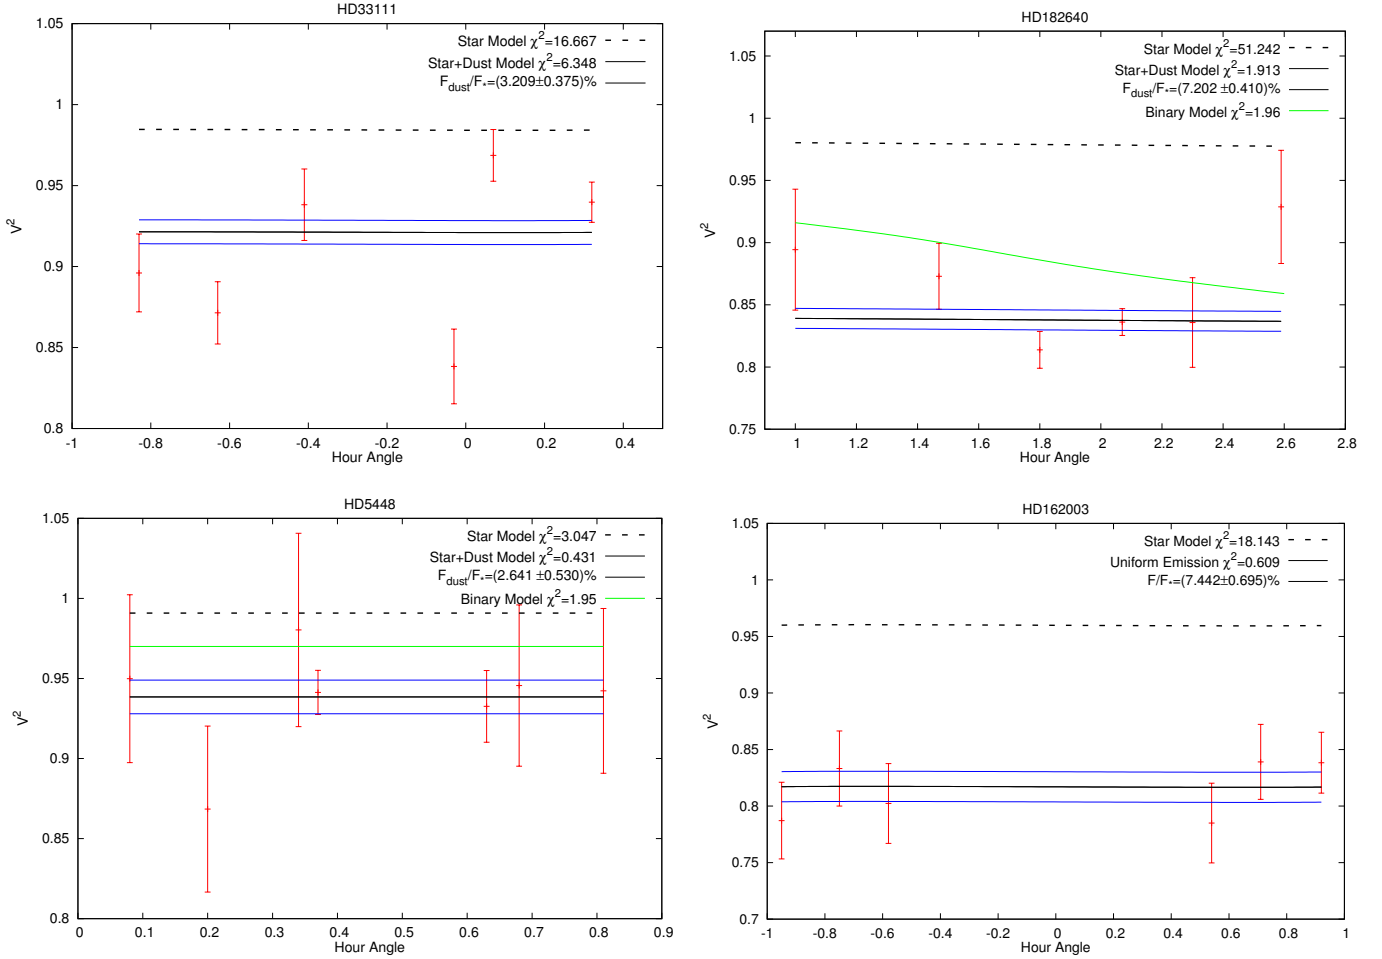 HD33111
Star Model χ²=16.667
Star+Dust Model χ²=6.348
F_dust/F_*=(3.209±0.375)%
1.05
1
0.95
0.9
0.85
0.8
V²
-1 -0.8 -0.6 -0.4 -0.2 0 0.2 0.4
Hour Angle
HD182640
Star Model χ²=51.242
Star+Dust Model χ²=1.913
F_dust/F_*=(7.202 ±0.410)%
Binary Model χ²=1.96
1.05
1
0.95
0.9
0.85
0.8
0.75
V²
1 1.2 1.4 1.6 1.8 2 2.2 2.4 2.6 2.8
Hour Angle
HD5448
Star Model χ²=3.047
Star+Dust Model χ²=0.431
F_dust/F_*=(2.641 ±0.530)%
Binary Model χ²=1.95
1.05
1
0.95
0.9
0.85
0.8
V²
0 0.1 0.2 0.3 0.4 0.5 0.6 0.7 0.8 0.9
Hour Angle
HD162003
Star Model χ²=18.143
Uniform Emission χ²=0.609
F/F_*=(7.442±0.695)%
1.05
1
0.95
0.9
0.85
0.8
0.75
0.7
V²
-1 -0.8 -0.6 -0.4 -0.2 0 0.2 0.4 0.6 0.8 1
Hour Angle